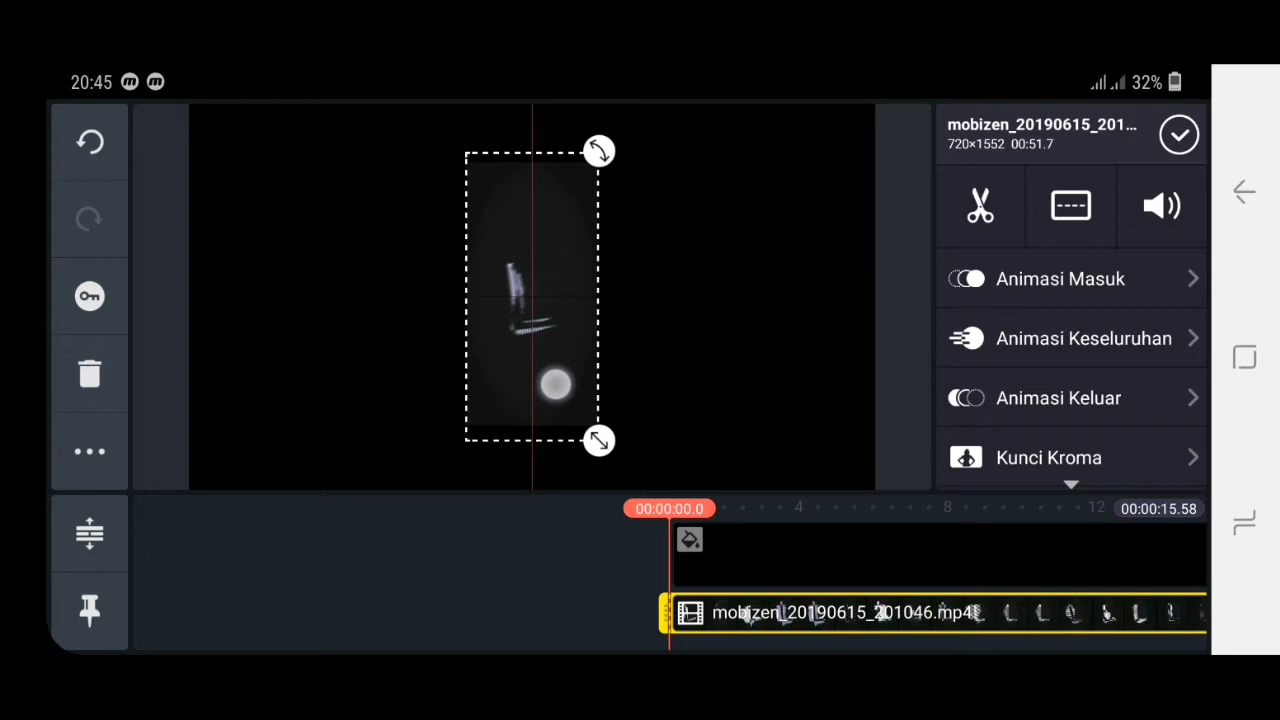 20:45
32%
mobizen_20190615_201...
720×1552 00:51.7
Animasi Masuk
Animasi Keseluruhan
Animasi Keluar
Kunci Kroma
00:00:00.0
4
8
12
00:00:15.58
mobizen_20190615_201046.mp4